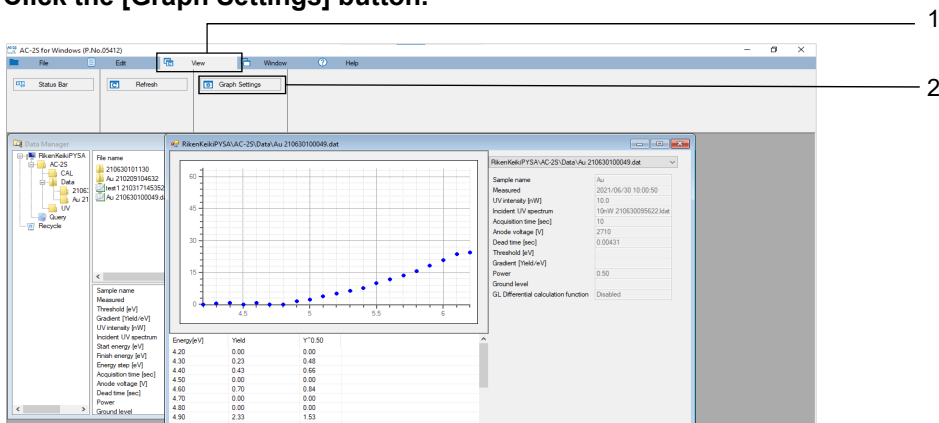 Click the [Graph Settings] button.
1
AC-2S for Windows (P.No.05412)
File Edit View Window Help
Status Bar Refresh Graph Settings
2
Data Manager
RikenKeikiPYSA
AC-2S
CAL
Data
2106:
Au 21
UV
Query
Recycle
File name
210630101130
Au 210209104632
test1 210317145352
Au 210630100049.d
Sample name
Measured
Threshold [eV]
Gradient [Yield/eV]
UV intensity [nW]
Incident UV spectrum
Start energy [eV]
Finish energy [eV]
Energy step [eV]
Acquisition time [sec]
Anode voltage [V]
Dead time [sec]
Power
Ground level
RikenKeikiPYSA\AC-2S\Data\Au 210630100049.dat
60
45
30
15
0
4.5 5 5.5 6
Energy[eV] Yield Y^0.50
4.20 0.00 0.00
4.30 0.23 0.48
4.40 0.43 0.66
4.50 0.00 0.00
4.60 0.70 0.84
4.70 0.00 0.00
4.80 0.00 0.00
4.90 2.33 1.53
RikenKeikiPYSA\AC-2S\Data\Au 210630100049.dat
Sample name Au
Measured 2021/06/30 10:00:50
UV intensity [nW] 10.0
Incident UV spectrum 10nW 210630095622.ldat
Acquisition time [sec] 10
Anode voltage [V] 2710
Dead time [sec] 0.00431
Threshold [eV]
Gradient [Yield/eV]
Power 0.50
Ground level
GL Differential calculation function Disabled